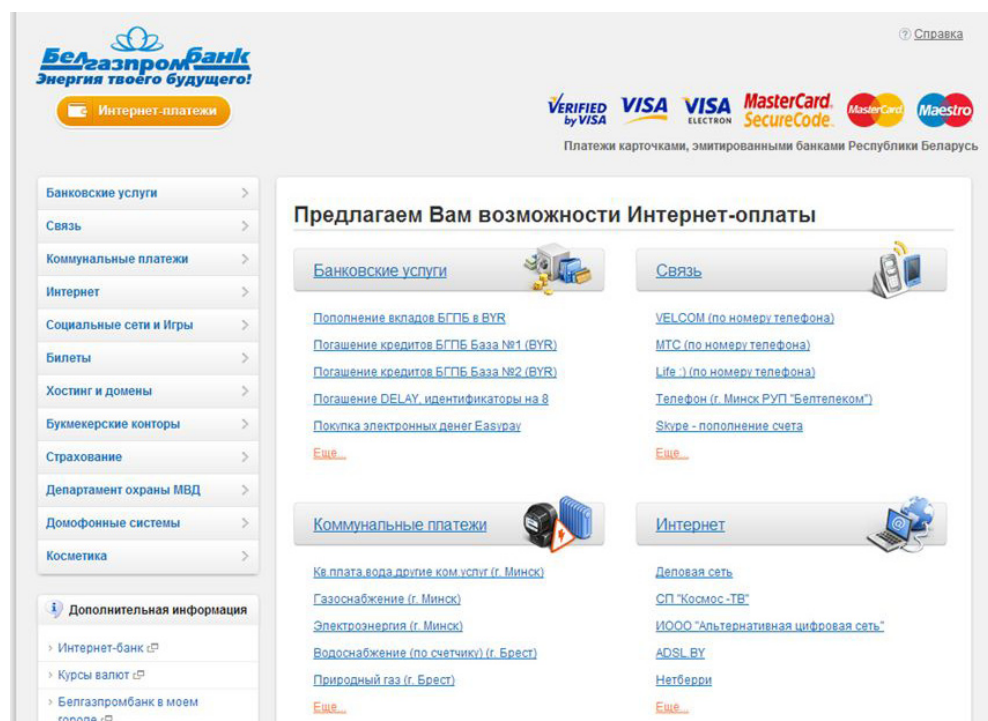 Справка
Белгазпромбанк
Энергия твоего будущего!
Интернет-платежи
VERIFIED by VISA
VISA
VISA ELECTRON
MasterCard. SecureCode.
MasterCard
Maestro
Платежи карточками, эмитированными банками Республики Беларусь
Банковские услуги
Связь
Коммунальные платежи
Интернет
Социальные сети и Игры
Билеты
Хостинг и домены
Букмекерские конторы
Страхование
Департамент охраны МВД
Домофонные системы
Косметика
Дополнительная информация
Интернет-банк
Курсы валют
Белгазпромбанк в моем
городе
Предлагаем Вам возможности Интернет-оплаты
Банковские услуги
Пополнение вкладов БГПБ в BYR
Погашение кредитов БГПБ База №1 (BYR)
Погашение кредитов БГПБ База №2 (BYR)
Погашение DELAY, идентификаторы на 8
Покупка электронных денег Easypay
Еще...
Связь
VELCOM (по номеру телефона)
МТС (по номеру телефона)
Life :) (по номеру телефона)
Телефон (г. Минск РУП "Белтелеком")
Skype - пополнение счета
Еще...
Коммунальные платежи
Кв.плата,вода,другие ком.услуг (г. Минск)
Газоснабжение (г. Минск)
Электроэнергия (г. Минск)
Водоснабжение (по счетчику) (г. Брест)
Природный газ (г. Брест)
Еще...
Интернет
Деловая сеть
СП "Космос -ТВ"
ИООО "Альтернативная цифровая сеть"
ADSL.BY
Нетберри
Еще...